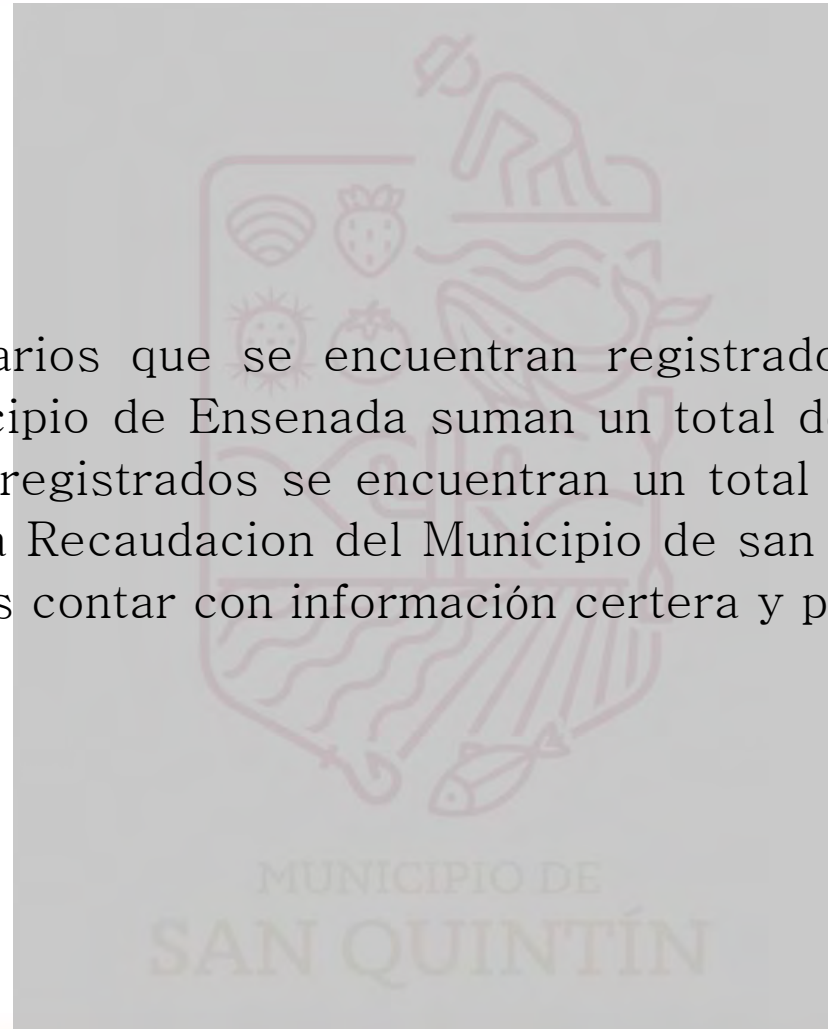 arios que se encuentran registrado
cipio de Ensenada suman un total d
registrados se encuentran un total
a Recaudacion del Municipio de san
s contar con información certera y p
MUNICIPIO DE
SAN QUINTÍN